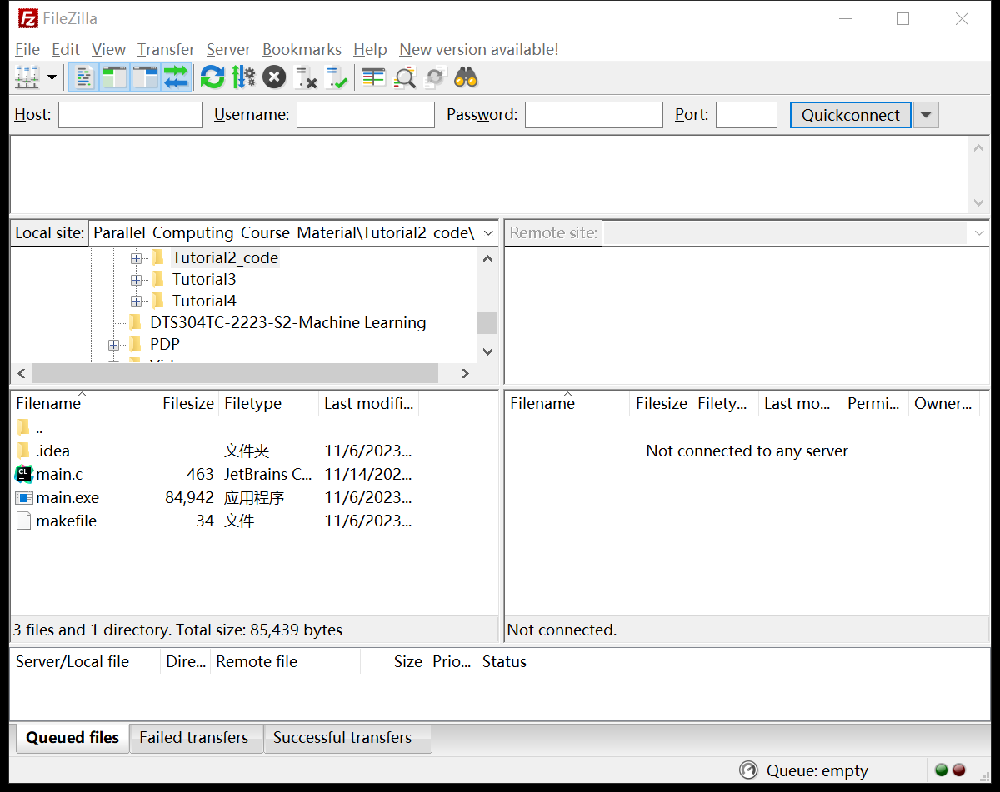 FileZilla
File Edit View Transfer Server Bookmarks Help New version available!
Host: Username: Password: Port: Quickconnect
Local site: Parallel_Computing_Course_Material\Tutorial2_code\
Remote site:
Tutorial2_code
Tutorial3
Tutorial4
DTS304TC-2223-S2-Machine Learning
PDP
Filename Filesize Filetype Last modifi...
..
.idea 文件夹 11/6/2023...
main.c 463 JetBrains C... 11/14/202...
main.exe 84,942 应用程序 11/6/2023...
makefile 34 文件 11/6/2023...
3 files and 1 directory. Total size: 85,439 bytes
Filename Filesize Filety... Last mo... Permi... Owner...
Not connected to any server
Not connected.
Server/Local file Dire... Remote file Size Prio... Status
Queued files Failed transfers Successful transfers
Queue: empty